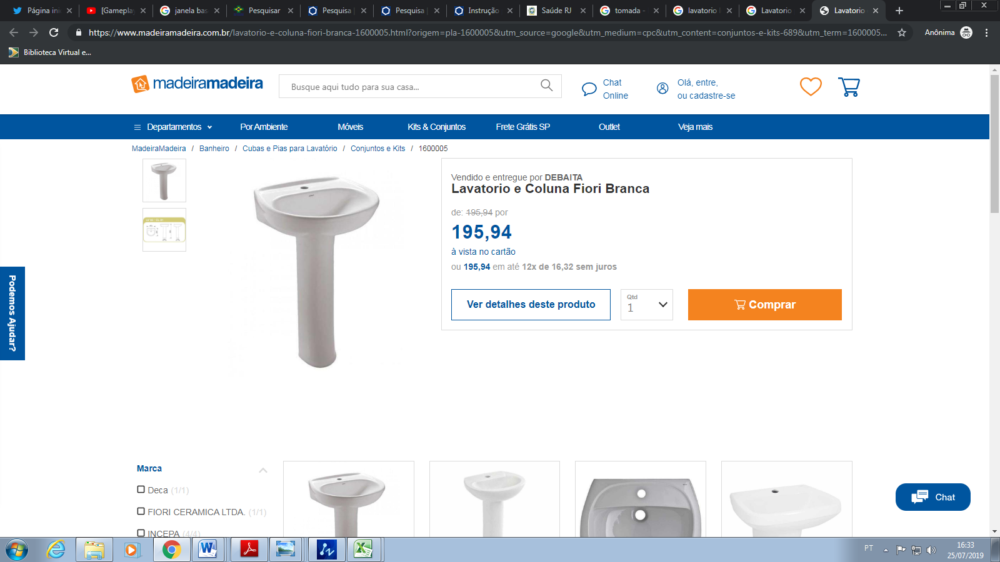 Página ini
[Gamepla
janela bas
Pesquisar
Pesquisa |
Pesquisa |
Instrução
Saúde RJ
tomada -
lavatorio
Lavatorio
Lavatorio
https://www.madeiramadeira.com.br/lavatorio-e-coluna-fiori-branca-1600005.html?origem=pla-1600005&utm_source=google&utm_medium=cpc&utm_content=conjuntos-e-kits-689&utm_term=1600005...
Anônima
Biblioteca Virtual e...
madeiramadeira
Busque aqui tudo para sua casa...
Chat
Online
Olá, entre,
ou cadastre-se
Departamentos
Por Ambiente
Móveis
Kits & Conjuntos
Frete Grátis SP
Outlet
Veja mais
MadeiraMadeira / Banheiro / Cubas e Pias para Lavatório / Conjuntos e Kits / 1600005
Vendido e entregue por DEBAITA
Lavatorio e Coluna Fiori Branca
de: 195,94 por
195,94
à vista no cartão
ou 195,94 em até 12x de 16,32 sem juros
Ver detalhes deste produto
Qtd
1
Comprar
Podemos Ajudar?
Marca
Deca (1/1)
FIORI CERAMICA LTDA. (1/1)
INCEPA (4/4)
Chat
PT
16:33
25/07/2019